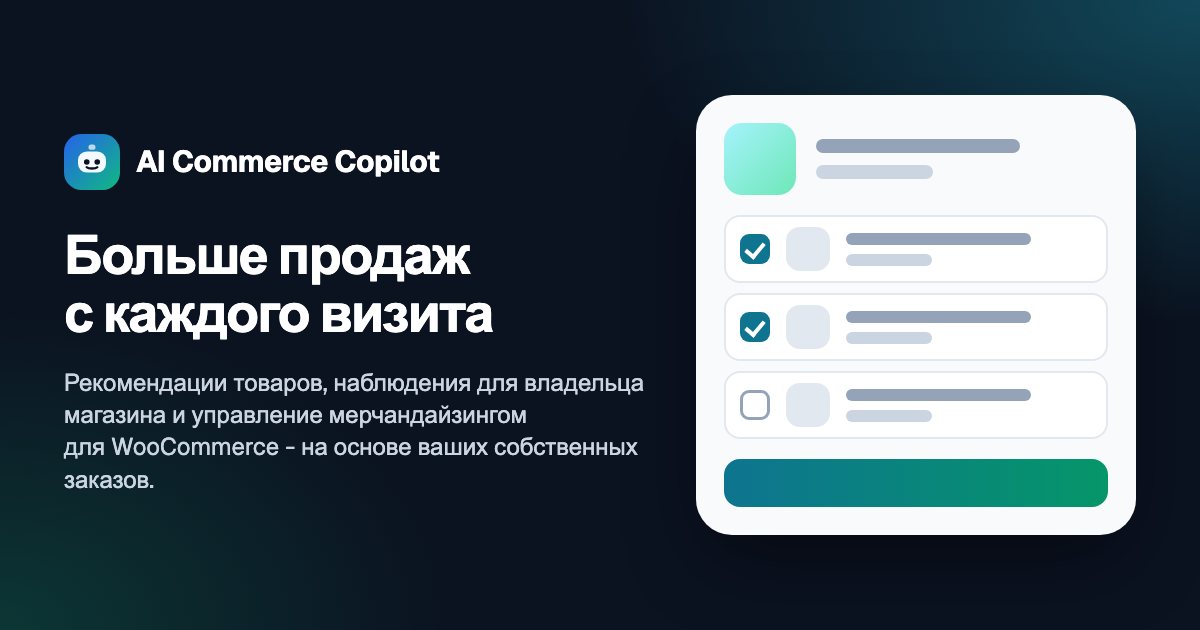 AI Commerce Copilot
Больше продаж
с каждого визита
Рекомендации товаров, наблюдения для владельца
магазина и управление мерчандайзингом
для WooCommerce - на основе ваших собственных
заказов.